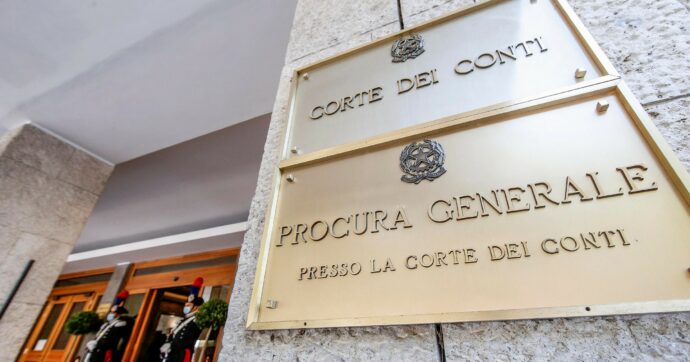 CORTE DEI CONTI
PROCURA GENERALE
PRESSO LA CORTE DEI CONTI